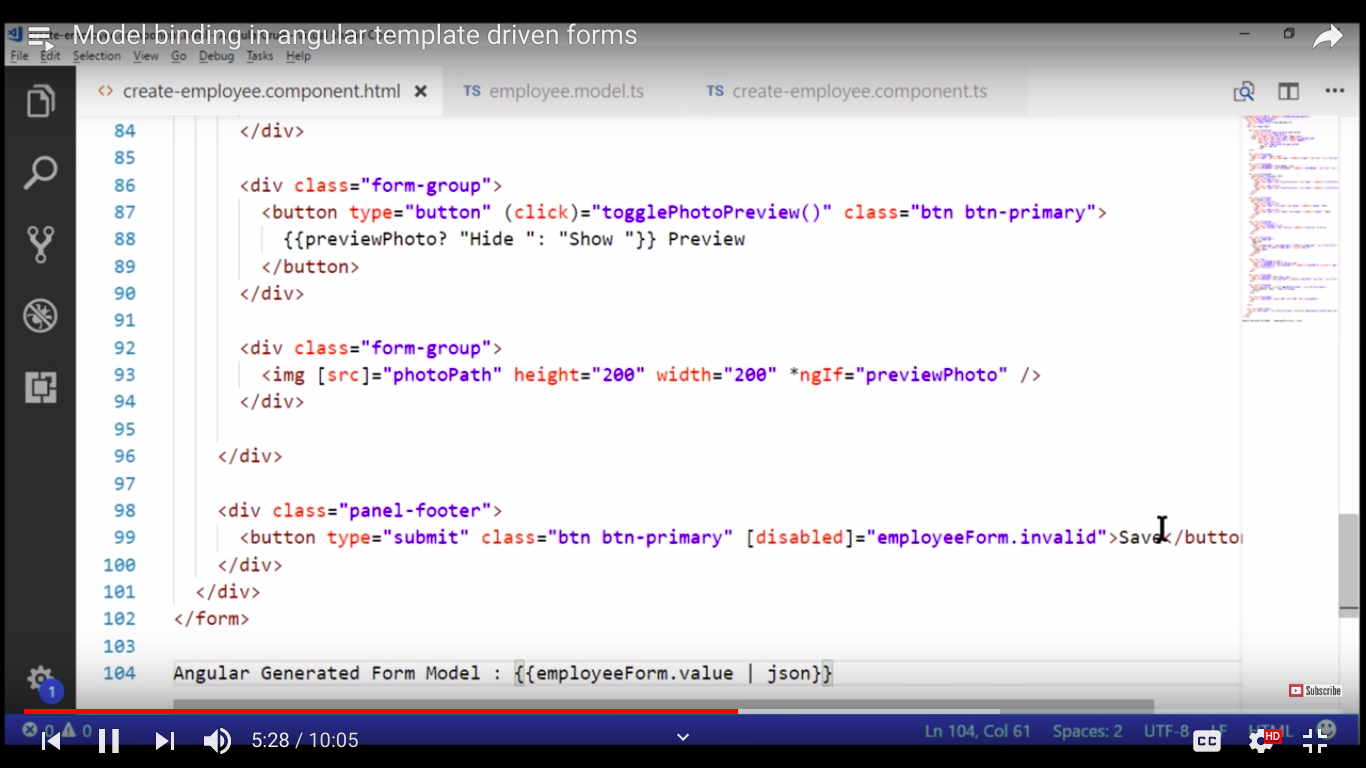 Model binding in angular template driven forms
File Edit Selection View Go Debug Tasks Help
create-employee.component.html
TS employee.model.ts
TS create-employee.component.ts
84 </div>
85
86 <div class="form-group">
87 <button type="button" (click)="togglePhotoPreview()" class="btn btn-primary">
88 {{previewPhoto? "Hide ": "Show "}} Preview
89 </button>
90 </div>
91
92 <div class="form-group">
93 <img [src]="photoPath" height="200" width="200" *ngIf="previewPhoto" />
94 </div>
95
96 </div>
97
98 <div class="panel-footer">
99 <button type="submit" class="btn btn-primary" [disabled]="employeeForm.invalid">Save</button
100 </div>
101 </div>
102 </form>
103
104 Angular Generated Form Model : {{employeeForm.value | json}}
1
Subscribe
0 0 Ln 104, Col 61 Spaces: 2 UTF-8 LF HTML
5:28 / 10:05
CC HD